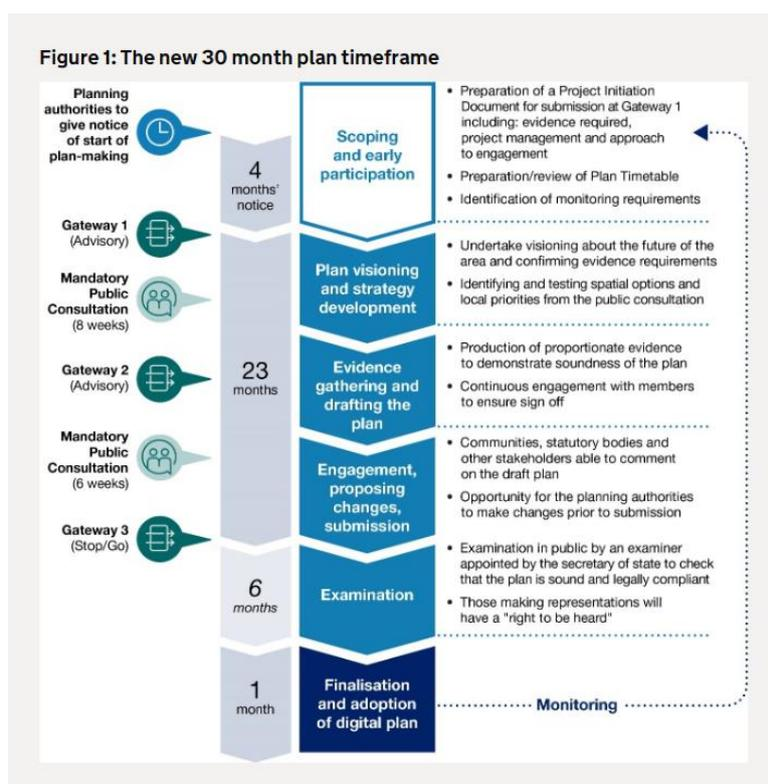 Figure 1: The new 30 month plan timeframe
Planning
authorities to
give notice
of start of
plan-making
4
months'
notice
Scoping
and early
participation
• Preparation of a Project Initiation
Document for submission at Gateway 1
including: evidence required,
project management and approach
to engagement
• Preparation/review of Plan Timetable
• Identification of monitoring requirements
Gateway 1
(Advisory)
Mandatory
Public
Consultation
(8 weeks)
Plan visioning
and strategy
development
• Undertake visioning about the future of the
area and confirming evidence requirements
• Identifying and testing spatial options and
local priorities from the public consultation
Gateway 2
(Advisory)
23
months
Evidence
gathering and
drafting the
plan
• Production of proportionate evidence
to demonstrate soundness of the plan
• Continuous engagement with members
to ensure sign off
Mandatory
Public
Consultation
(6 weeks)
Engagement,
proposing
changes,
submission
• Communities, statutory bodies and
other stakeholders able to comment
on the draft plan
• Opportunity for the planning authorities
to make changes prior to submission
Gateway 3
(Stop/Go)
6
months
Examination
• Examination in public by an examiner
appointed by the secretary of state to check
that the plan is sound and legally compliant
• Those making representations will
have a "right to be heard"
1
month
Finalisation
and adoption
of digital plan
Monitoring